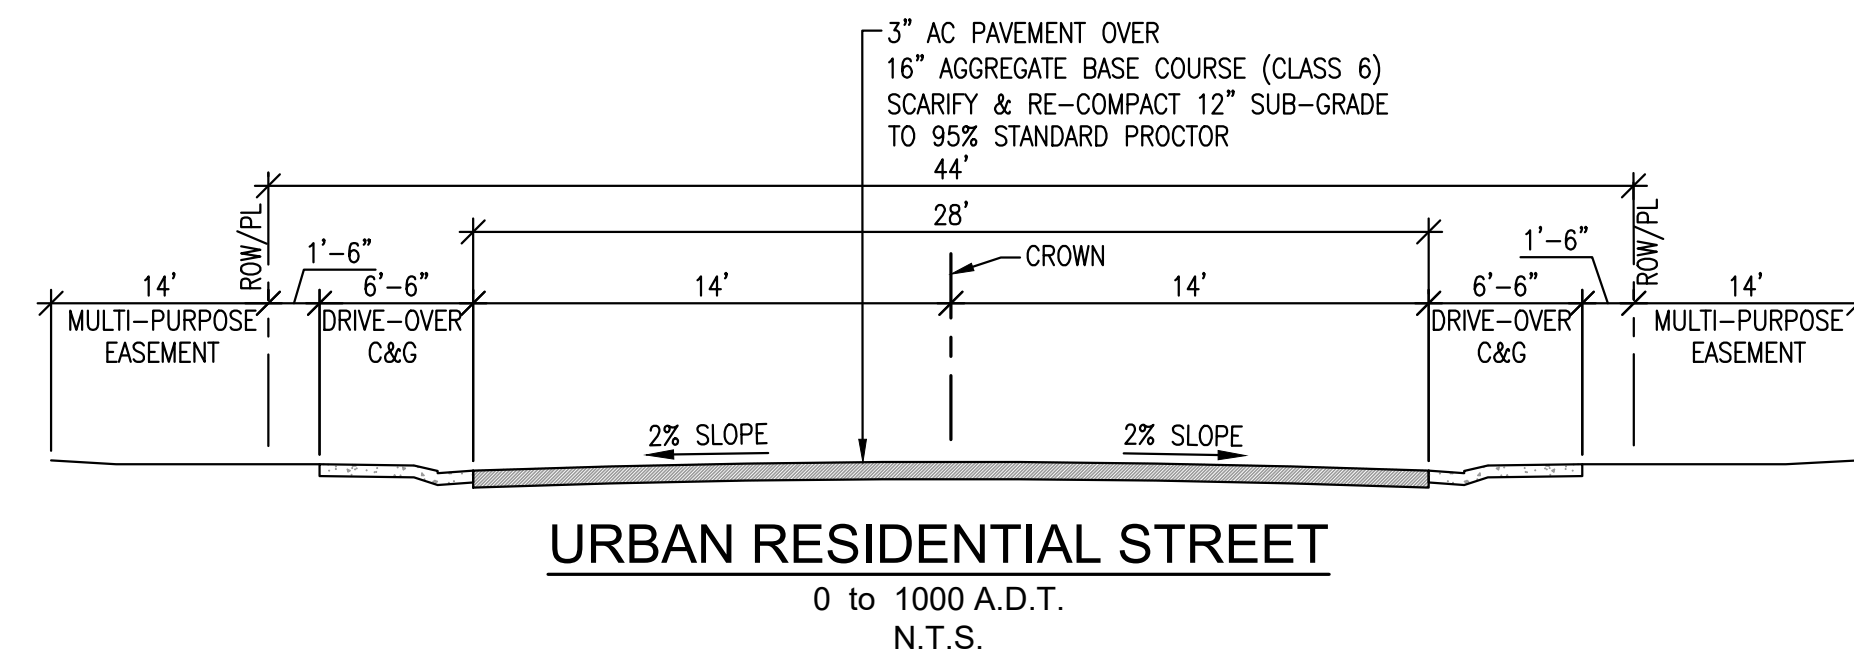 3” AC PAVEMENT OVER
16” AGGREGATE BASE COURSE (CLASS 6)
SCARIFY & RE-COMPACT 12” SUB-GRADE
TO 95% STANDARD PROCTOR
44'
28'
ROW/PL
ROW/PL
1'-6”
1'-6”
CROWN
14'
6'-6”
14'
14'
6'-6”
14'
MULTI-PURPOSE
EASEMENT
DRIVE-OVER
C&G
DRIVE-OVER
C&G
MULTI-PURPOSE
EASEMENT
2% SLOPE
2% SLOPE
URBAN RESIDENTIAL STREET
0 to 1000 A.D.T.
N.T.S.